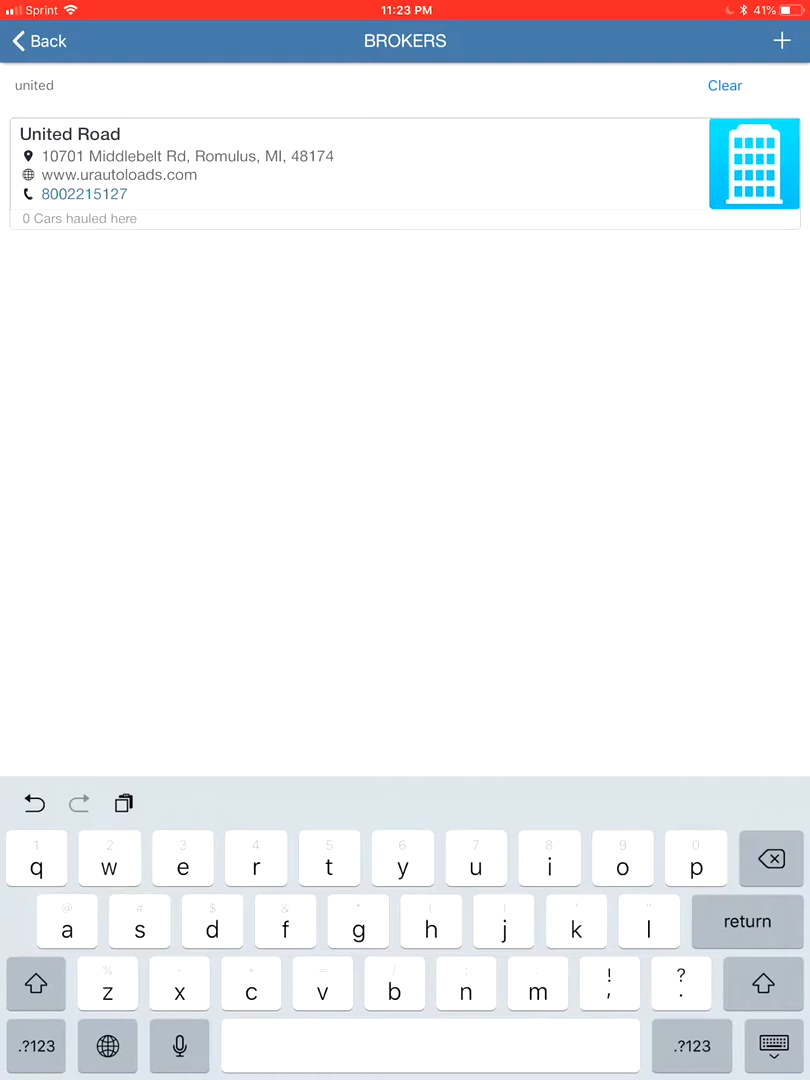 Sprint 11:23 PM 41%
Back BROKERS +
united Clear
United Road
10701 Middlebelt Rd, Romulus, MI, 48174
www.urautoloads.com
8002215127
0 Cars hauled here
1 2 3 4 5 6 7 8 9 0
q w e r t y u i o p
@ # $ & * ( ) ' "
a s d f g h j k l return
% - + = / ; : ! ?
z x c v b n m , .
.?123 .?123